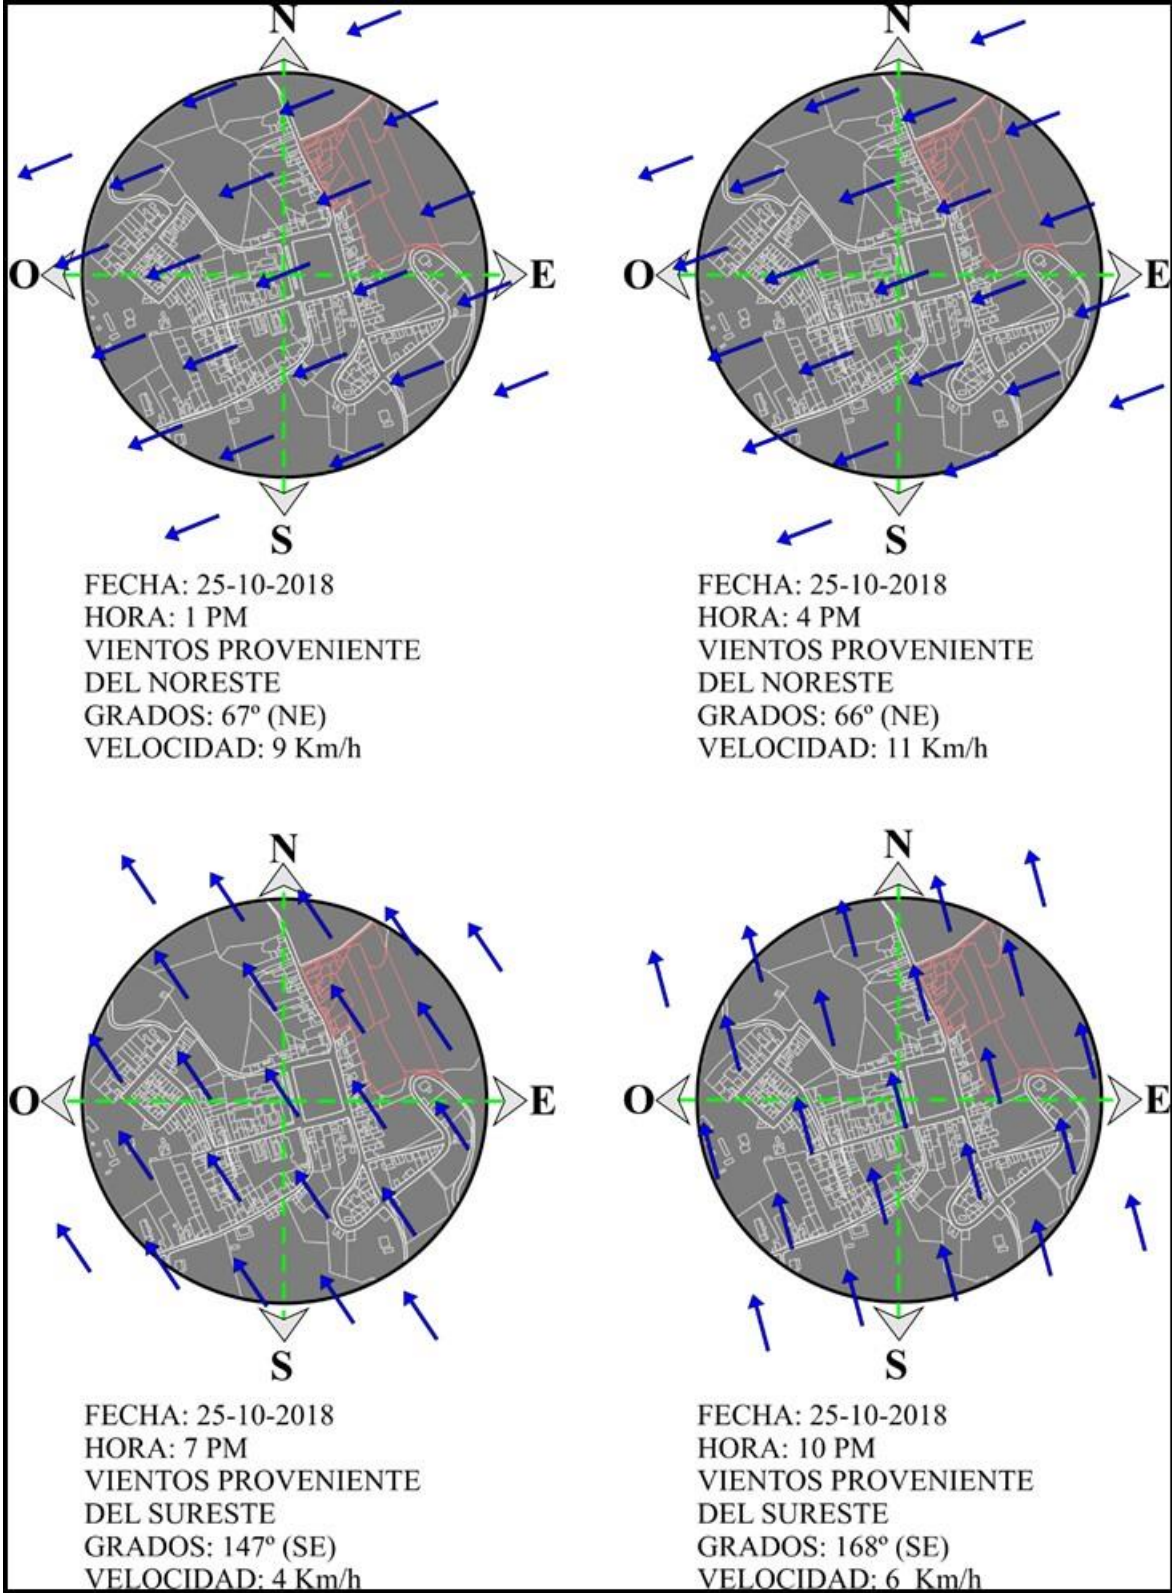 N
O
E
S
FECHA: 25-10-2018
HORA: 1 PM
VIENTOS PROVENIENTE
DEL NORESTE
GRADOS: 67º (NE)
VELOCIDAD: 9 Km/h
N
O
E
S
FECHA: 25-10-2018
HORA: 4 PM
VIENTOS PROVENIENTE
DEL NORESTE
GRADOS: 66º (NE)
VELOCIDAD: 11 Km/h
N
O
E
S
FECHA: 25-10-2018
HORA: 7 PM
VIENTOS PROVENIENTE
DEL SURESTE
GRADOS: 147º (SE)
VELOCIDAD: 4 Km/h
N
O
E
S
FECHA: 25-10-2018
HORA: 10 PM
VIENTOS PROVENIENTE
DEL SURESTE
GRADOS: 168º (SE)
VELOCIDAD: 6 Km/h